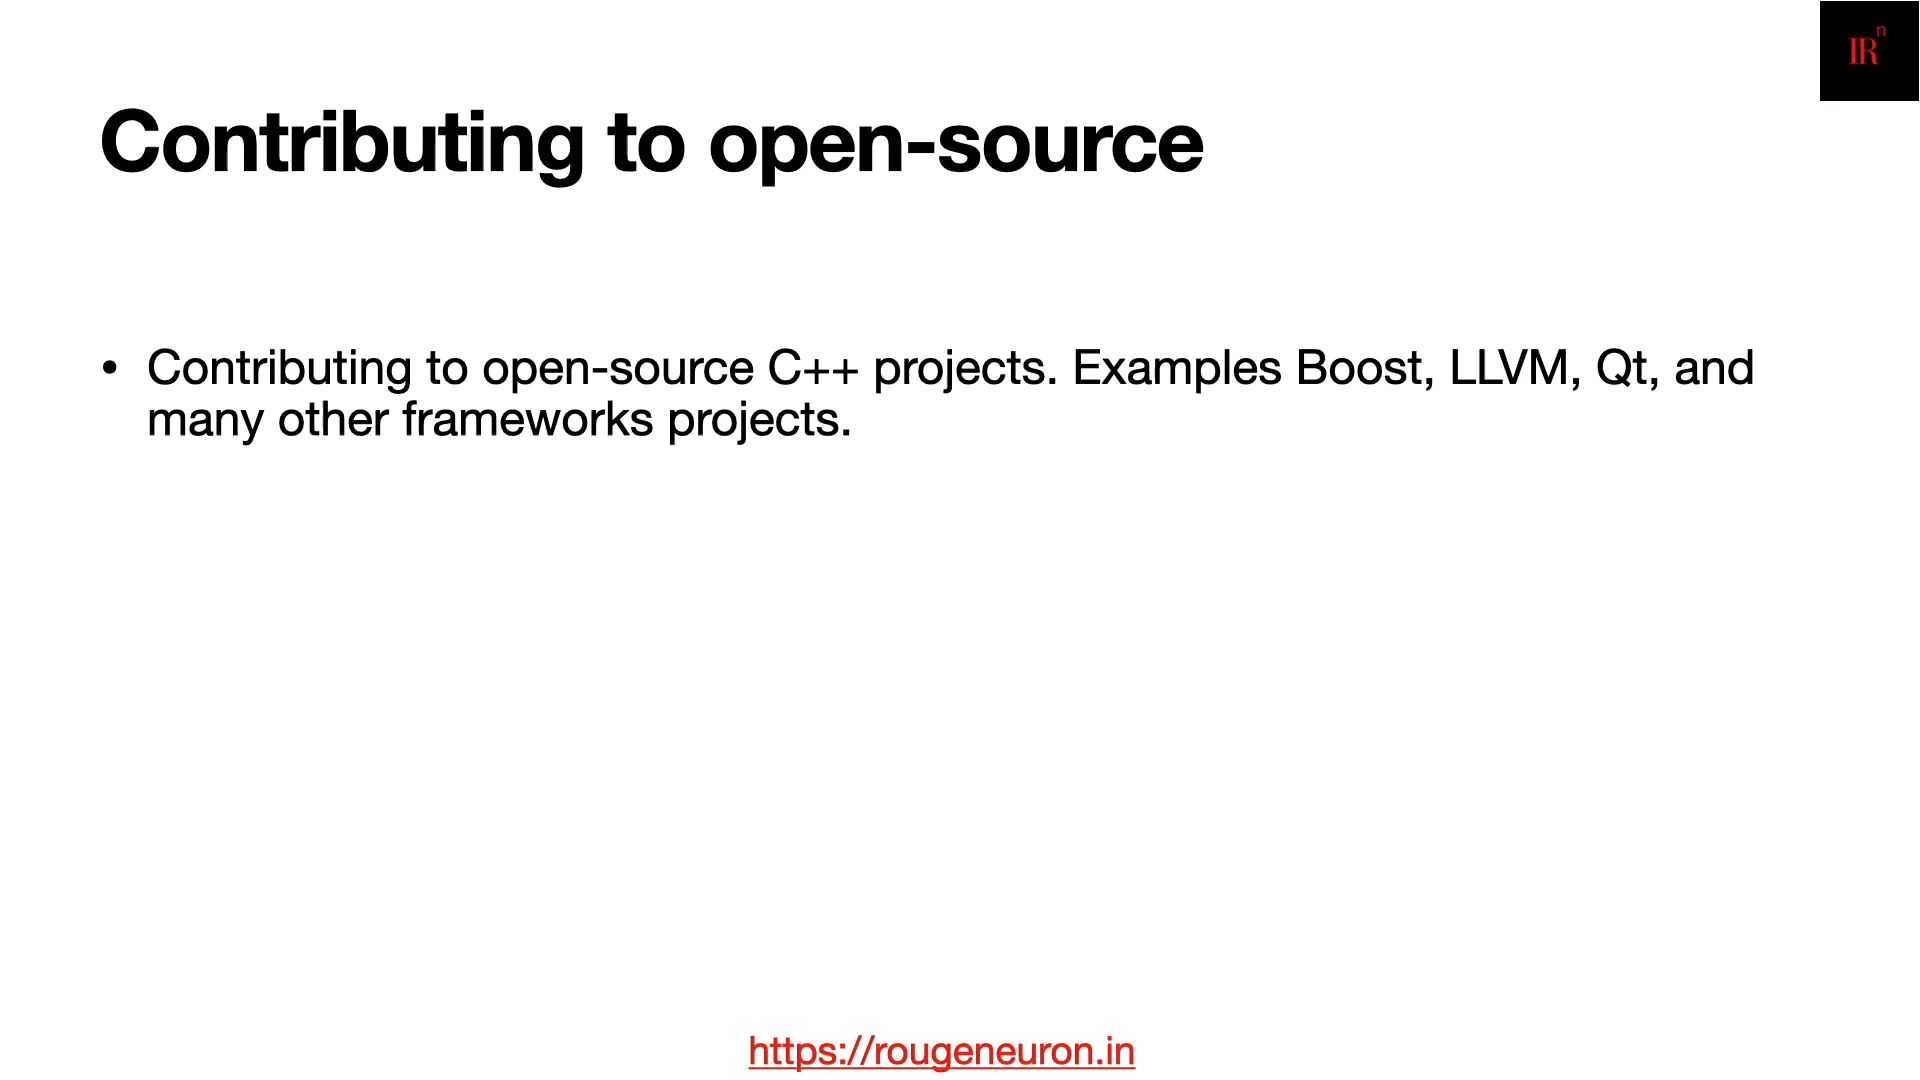 IRn
Contributing to open-source
• Contributing to open-source C++ projects. Examples Boost, LLVM, Qt, and
many other frameworks projects.
https://rougeneuron.in